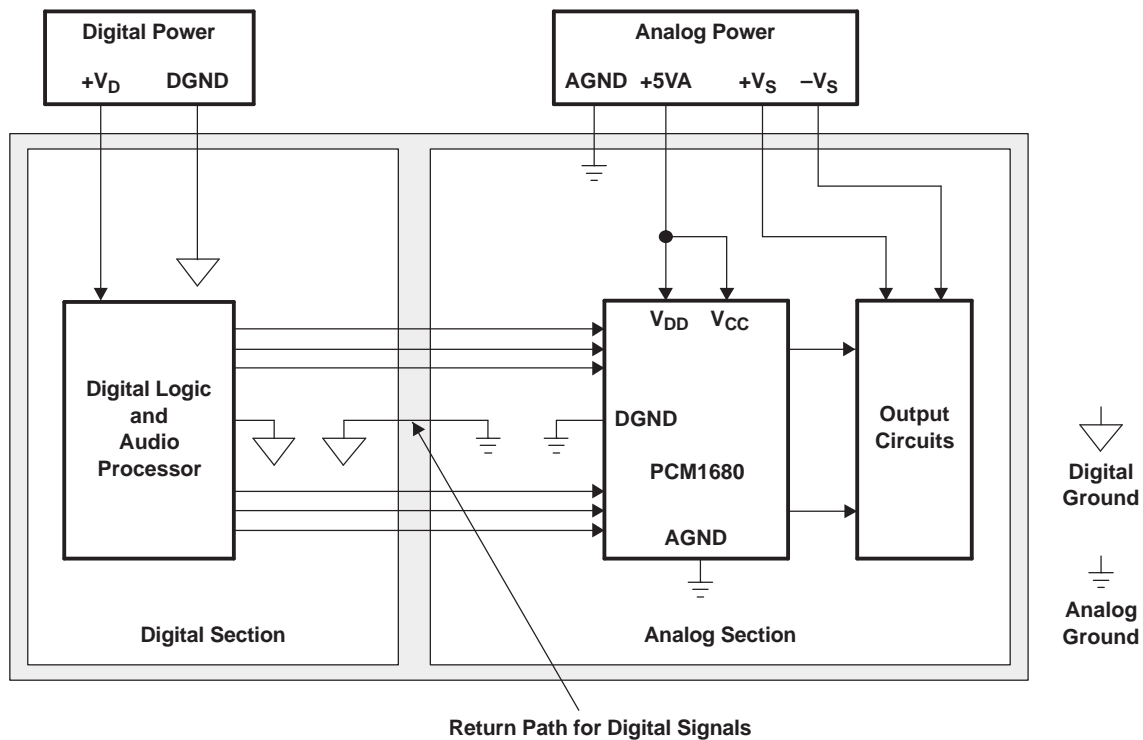 Digital Power
+VD DGND
Analog Power
AGND +5VA +VS –VS
VDD VCC
Digital Logic
and
Audio
Processor
DGND
PCM1680
AGND
Output
Circuits
Digital
Ground
Analog
Ground
Digital Section
Analog Section
Return Path for Digital Signals